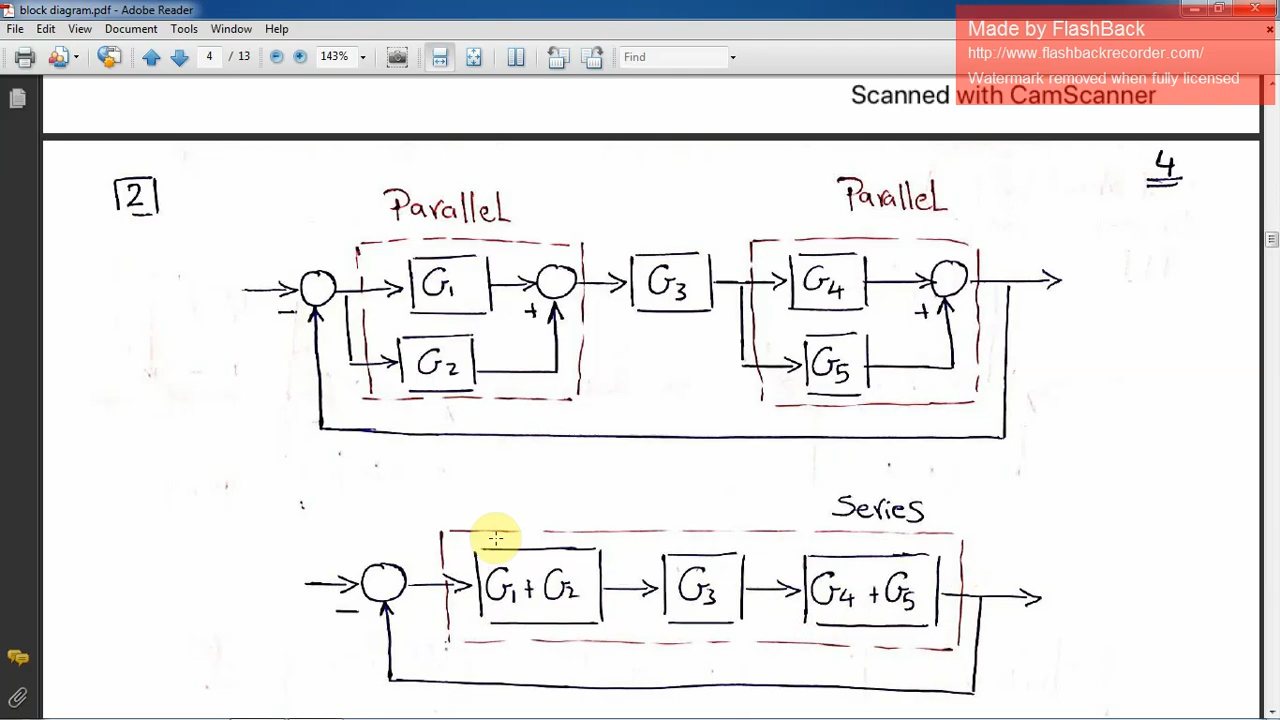 block diagram.pdf - Adobe Reader
File Edit View Document Tools Window Help
4 / 13 143% Find
Made by FlashBack
http://www.flashbackrecorder.com/
Watermark removed when fully licensed
Scanned with CamScanner
4
2
Parallel Parallel
G1 G3 G4
- + +
G2 G5
Series
G1 + G2 G3 G4 + G5
-